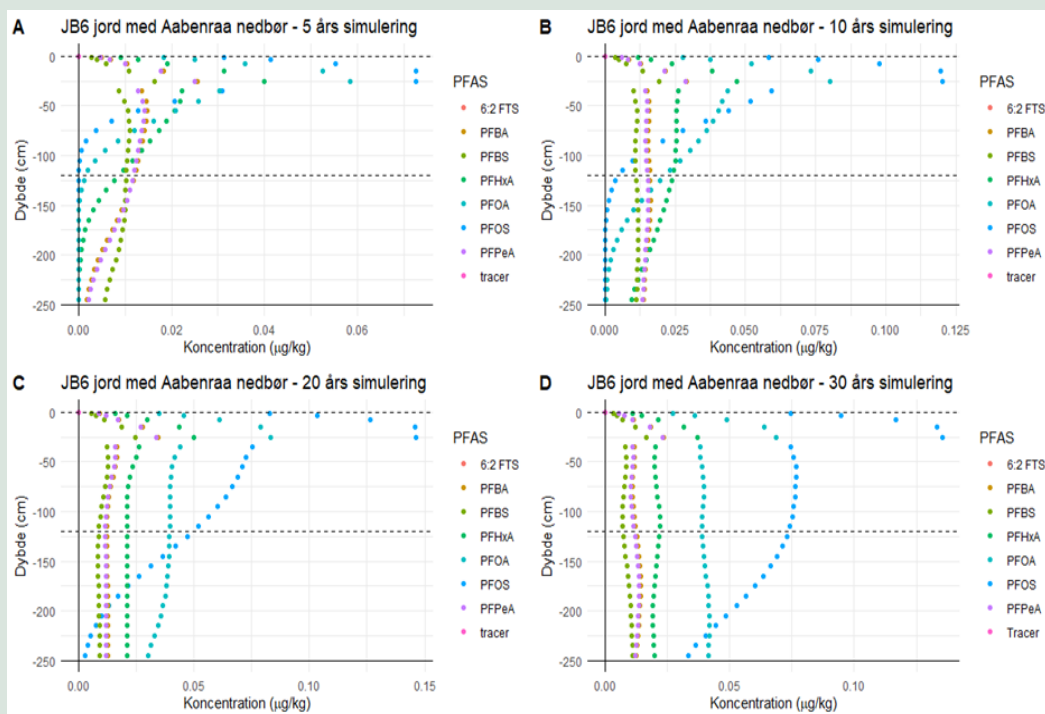 A JB6 jord med Aabenraa nedbør - 5 års simulering
0
-50
-100
-150
-200
-250
Dybde (cm)
0.00 0.02 0.04 0.06
Koncentration (µg/kg)
PFAS
6:2 FTS
PFBA
PFBS
PFHxA
PFOA
PFOS
PFPeA
tracer
B JB6 jord med Aabenraa nedbør - 10 års simulering
0
-50
-100
-150
-200
-250
Dybde (cm)
0.000 0.025 0.050 0.075 0.100 0.125
Koncentration (µg/kg)
PFAS
6:2 FTS
PFBA
PFBS
PFHxA
PFOA
PFOS
PFPeA
tracer
C JB6 jord med Aabenraa nedbør - 20 års simulering
0
-50
-100
-150
-200
-250
Dybde (cm)
0.00 0.05 0.10 0.15
Koncentration (µg/kg)
PFAS
6:2 FTS
PFBA
PFBS
PFHxA
PFOA
PFOS
PFPeA
tracer
D JB6 jord med Aabenraa nedbør - 30 års simulering
0
-50
-100
-150
-200
-250
Dybde (cm)
0.00 0.05 0.10
Koncentration (µg/kg)
PFAS
6:2 FTS
PFBA
PFBS
PFHxA
PFOA
PFOS
PFPeA
Tracer